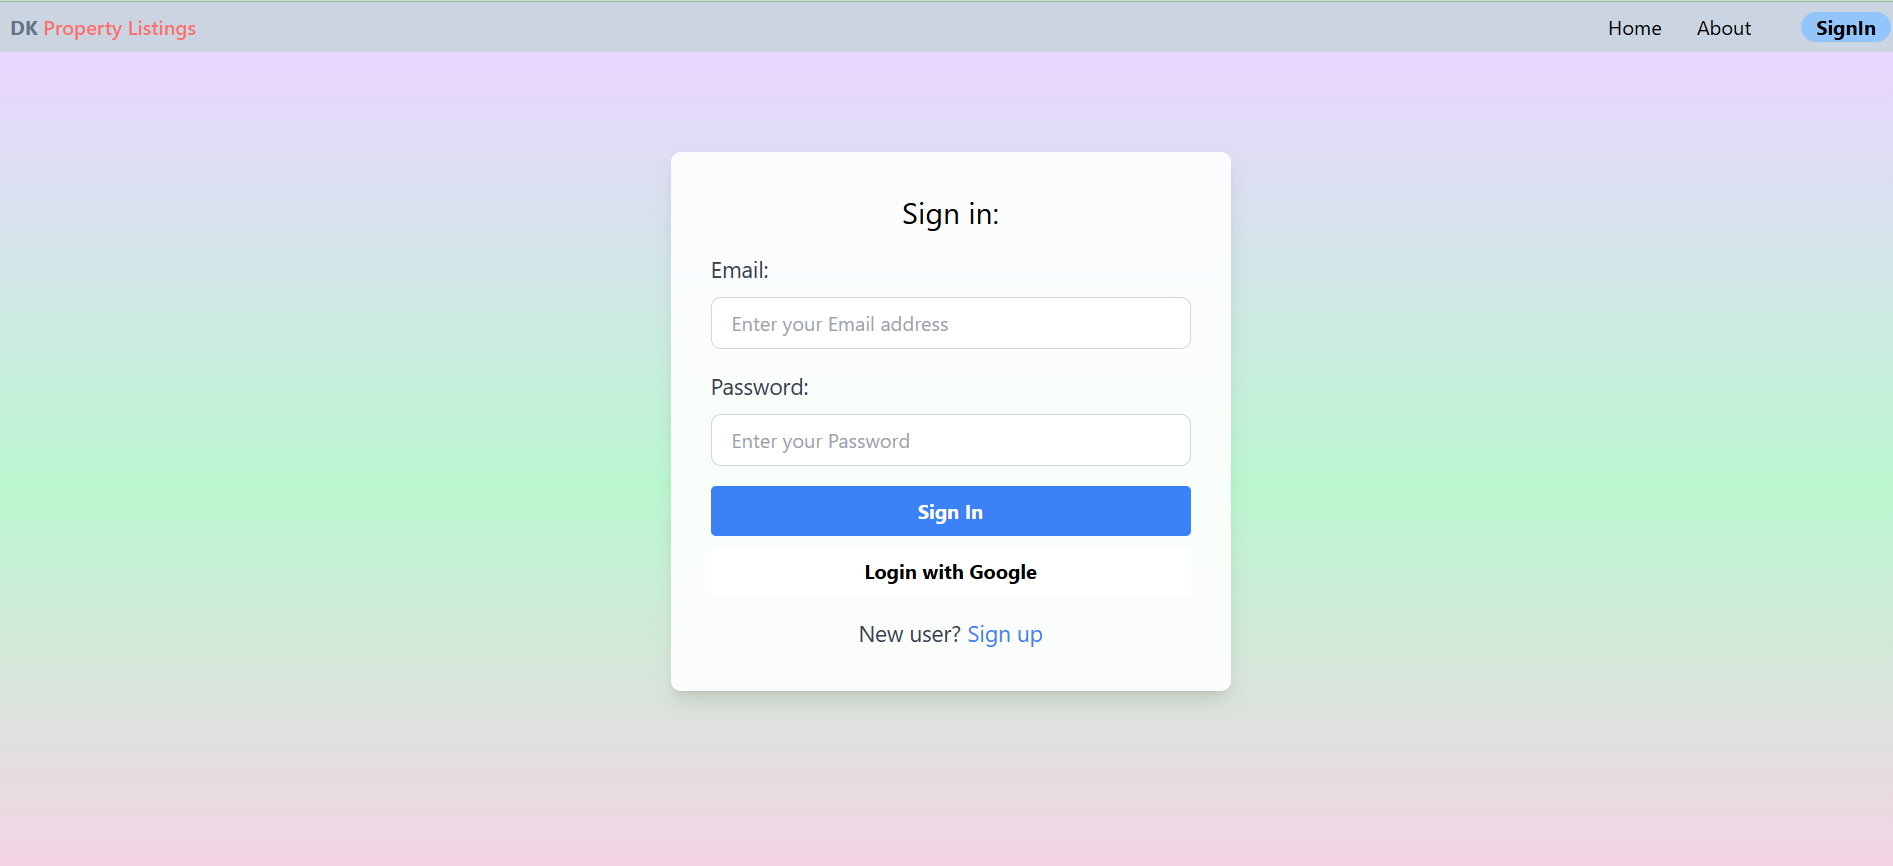 DK Property Listings
Home
About
SignIn
Sign in:
Email:
Enter your Email address
Password:
Enter your Password
Sign In
Login with Google
New user? Sign up